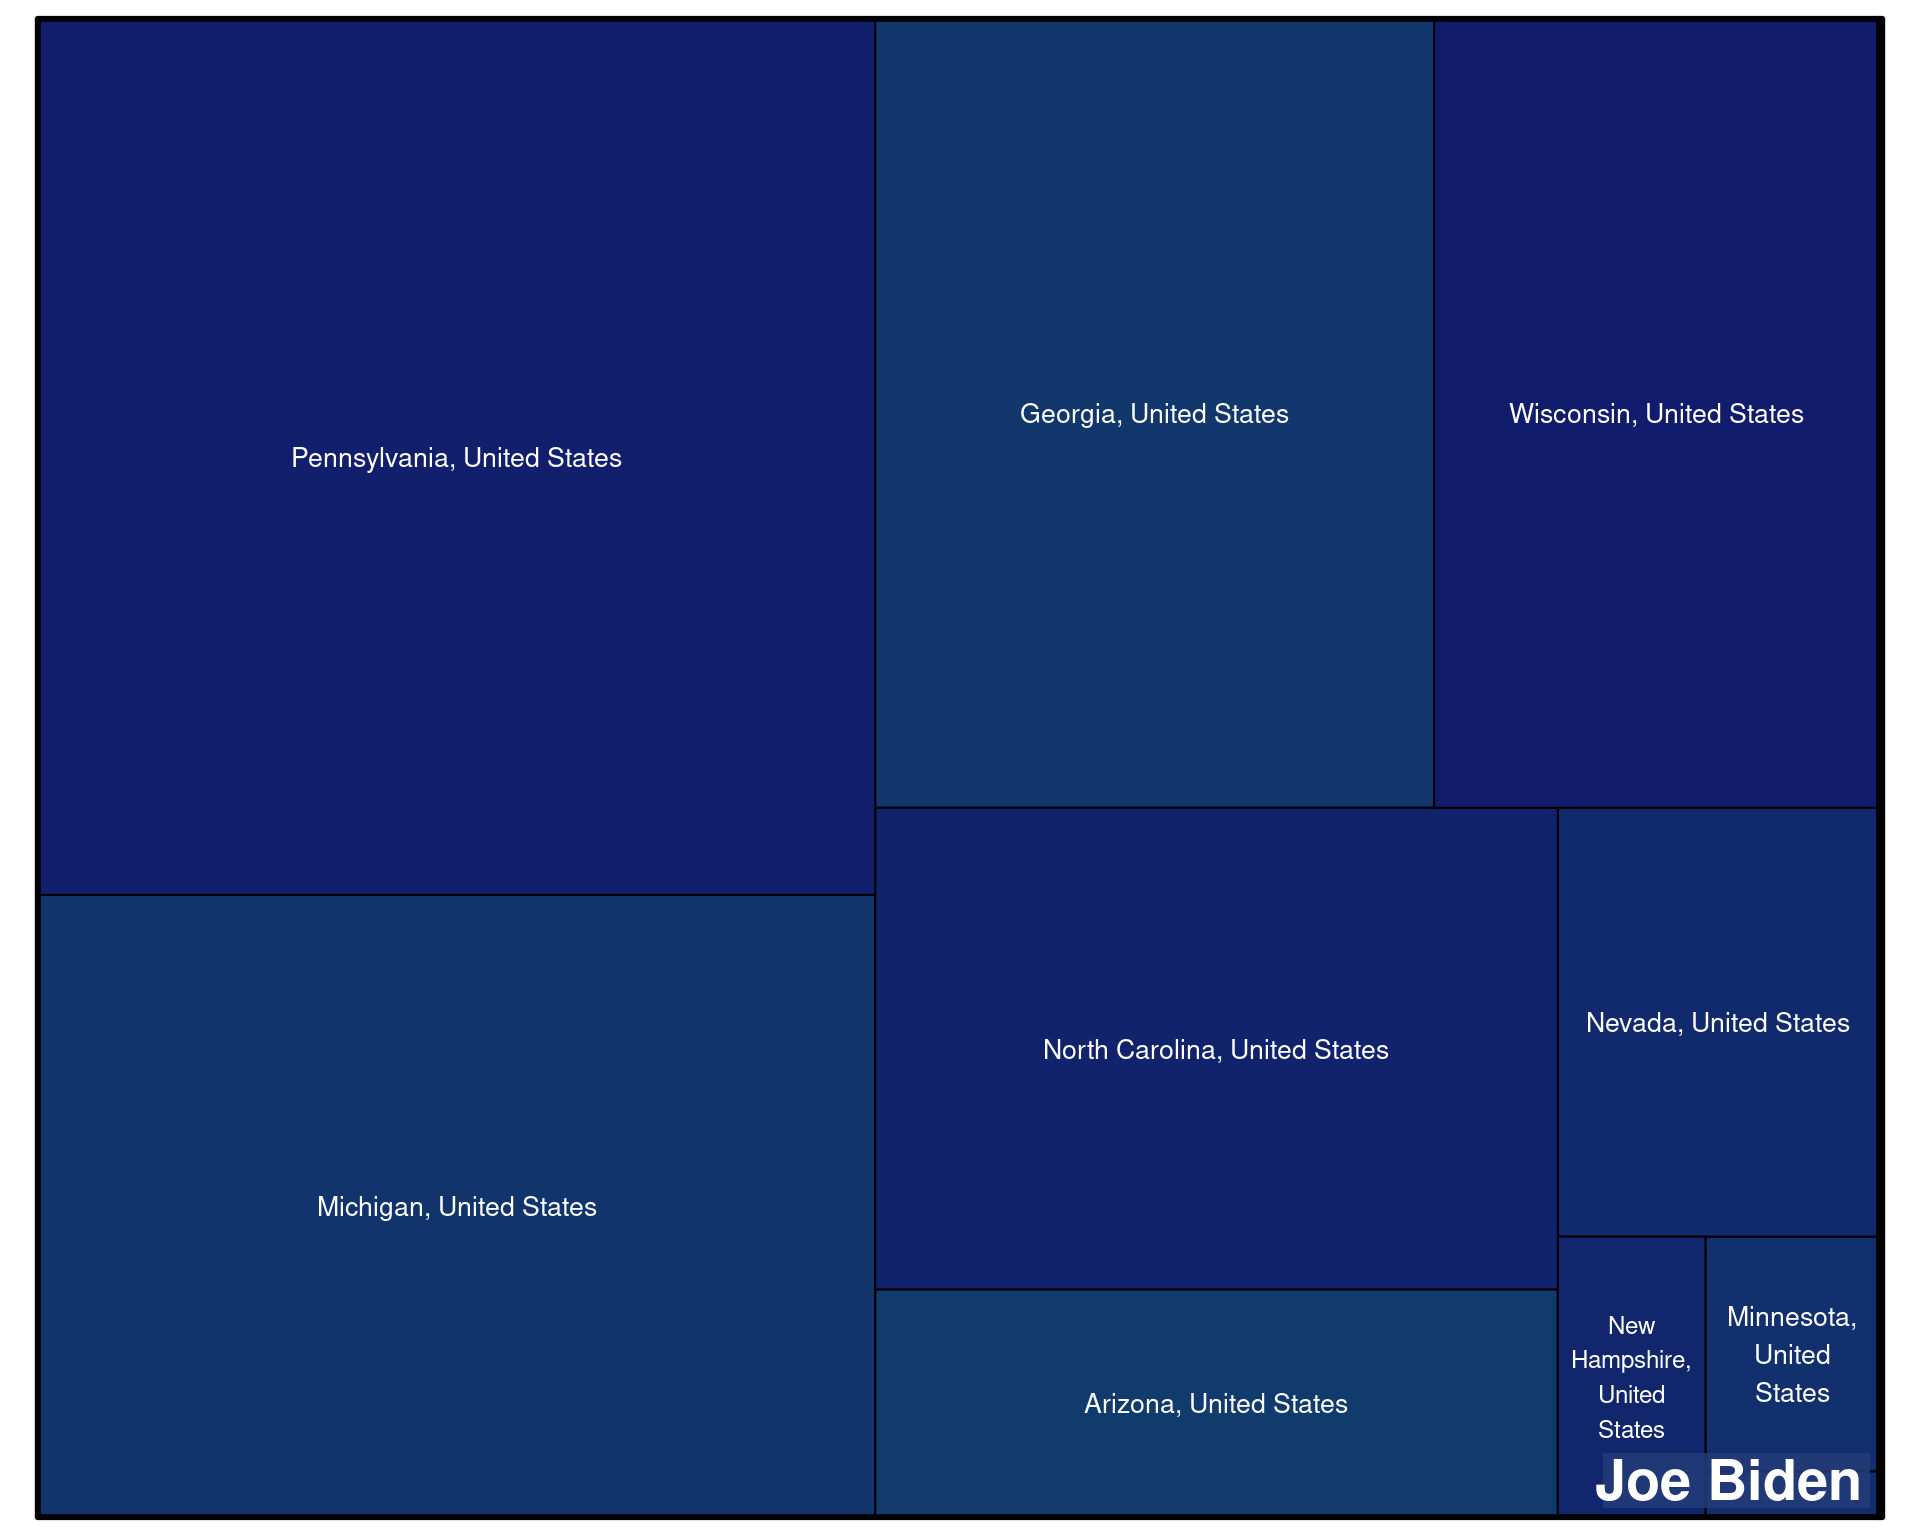 Pennsylvania, United States
Georgia, United States
Wisconsin, United States
Michigan, United States
North Carolina, United States
Nevada, United States
Arizona, United States
New
Hampshire,
United
States
Minnesota,
United
States
Joe Biden